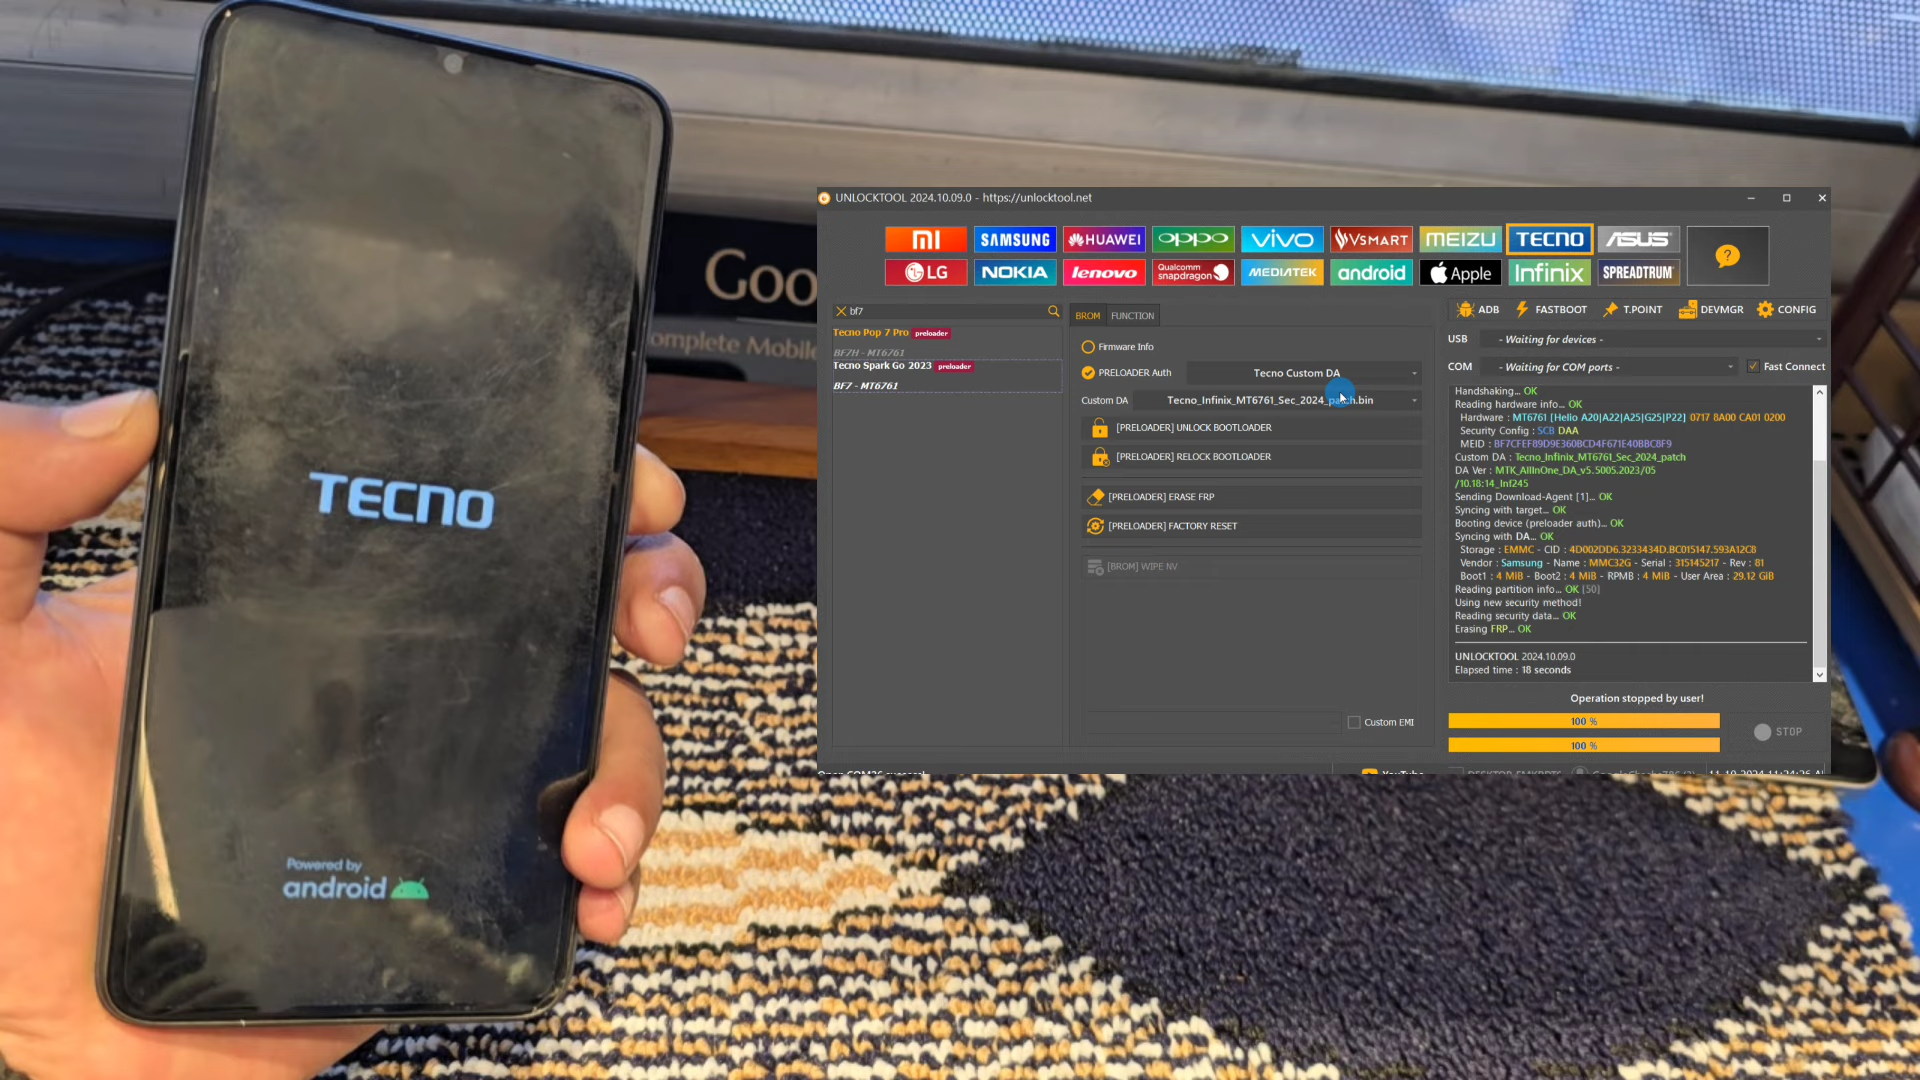 TECNO
Powered by
android
Goo
omplete Mobile
UNLOCKTOOL 2024.10.09.0 - https://unlocktool.net
mi SAMSUNG HUAWEI oppo vivo VSMART MEIZU TECNO ASUS
LG NOKIA lenovo Qualcomm snapdragon MEDIATEK android Apple Infinix SPREADTRUM
?
bf7
Tecno Pop 7 Pro preloader
BF7H - MT6761
Tecno Spark Go 2023 preloader
BF7 - MT6761
BROM FUNCTION
Firmware Info
PRELOADER Auth Tecno Custom DA
Custom DA Tecno_Infinix_MT6761_Sec_2024_patch.bin
[PRELOADER] UNLOCK BOOTLOADER
[PRELOADER] RELOCK BOOTLOADER
[PRELOADER] ERASE FRP
[PRELOADER] FACTORY RESET
[BROM] WIPE NV
Custom EMI
ADB FASTBOOT T.POINT DEVMGR CONFIG
USB - Waiting for devices -
COM - Waiting for COM ports - Fast Connect
Handshaking... OK
Reading hardware info... OK
Hardware : MT6761 [Helio A20|A22|A25|G25|P22] 0717 8A00 CA01 0200
Security Config : SCB DAA
MEID : BF7CFEF89D9E360BCD4F671E40BBC8F9
Custom DA : Tecno_Infinix_MT6761_Sec_2024_patch
DA Ver : MTK_AllInOne_DA_v5.5005.2023/05
/10.18:14_Inf245
Sending Download-Agent [1]... OK
Syncing with target... OK
Booting device (preloader auth)... OK
Syncing with DA... OK
Storage : EMMC - CID : 4D002DD6.3233434D.BC015147.593A12C8
Vendor : Samsung - Name : MMC32G - Serial : 315145217 - Rev : 81
Boot1 : 4 MiB - Boot2 : 4 MiB - RPMB : 4 MiB - User Area : 29.12 GiB
Reading partition info... OK [50]
Using new security method!
Reading security data... OK
Erasing FRP... OK
UNLOCKTOOL 2024.10.09.0
Elapsed time : 18 seconds
Operation stopped by user!
100 %
100 %
STOP